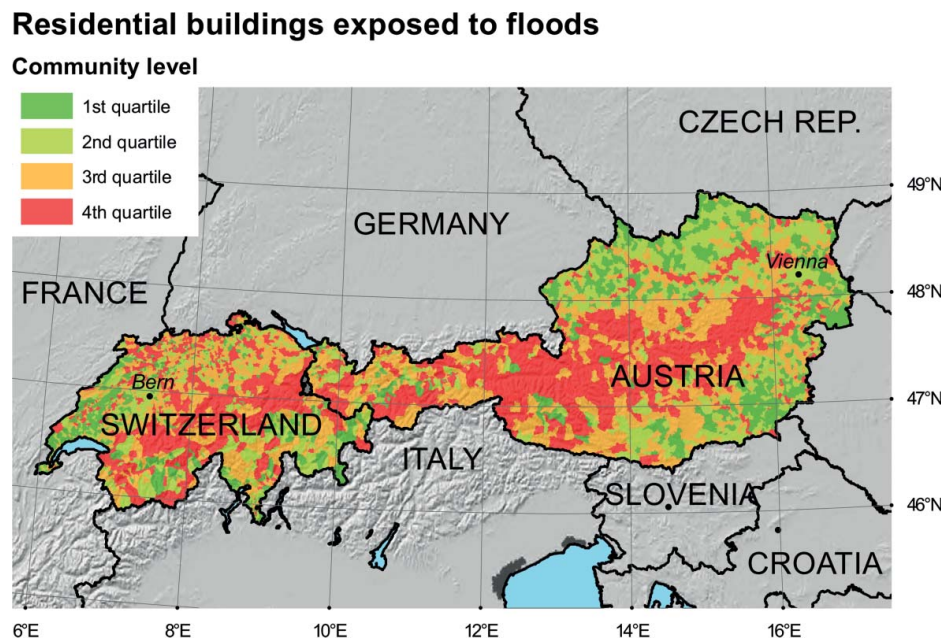 Residential buildings exposed to floods
Community level
1st quartile
2nd quartile
3rd quartile
4th quartile
CZECH REP.
49°N
GERMANY
Vienna
FRANCE
48°N
Bern
AUSTRIA
47°N
SWITZERLAND
ITALY
SLOVENIA
46°N
CROATIA
6°E 8°E 10°E 12°E 14°E 16°E